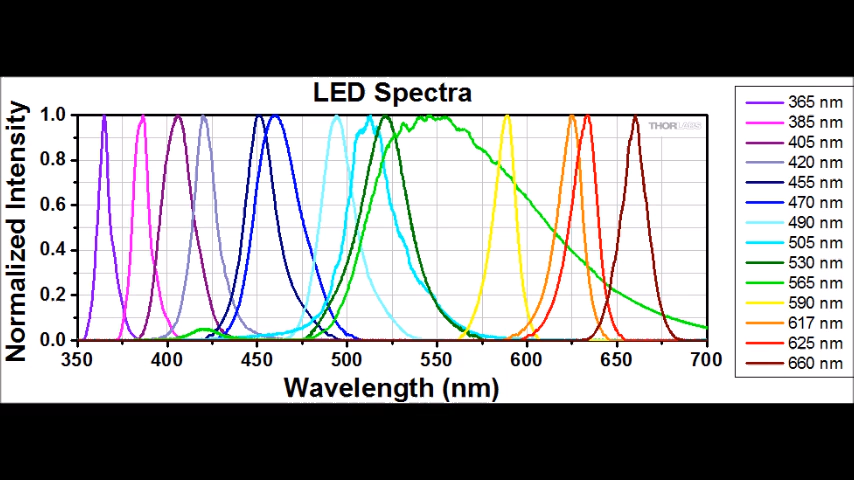 LED Spectra
Normalized Intensity
1.0
0.8
0.6
0.4
0.2
0.0
350 400 450 500 550 600 650 700
Wavelength (nm)
THORLABS
365 nm
385 nm
405 nm
420 nm
455 nm
470 nm
490 nm
505 nm
530 nm
565 nm
590 nm
617 nm
625 nm
660 nm